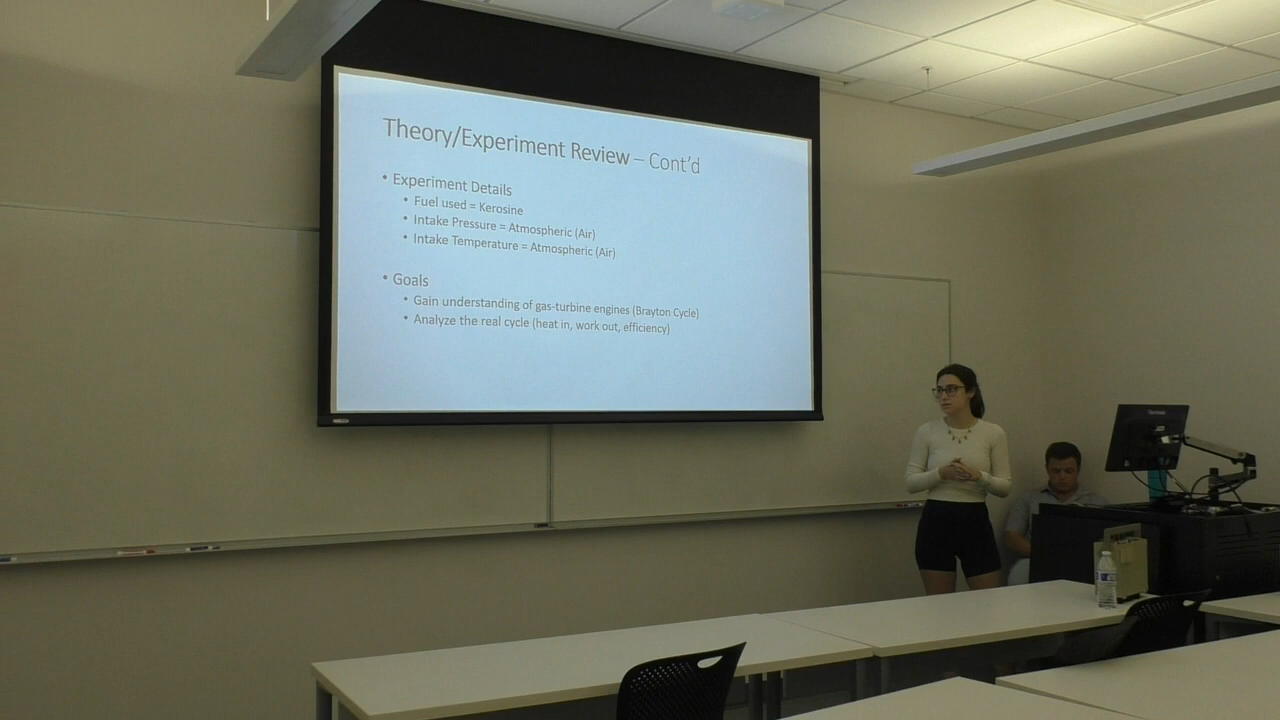 Theory/Experiment Review – Cont'd
• Experiment Details
• Fuel used = Kerosine
• Intake Pressure = Atmospheric (Air)
• Intake Temperature = Atmospheric (Air)
• Goals
• Gain understanding of gas-turbine engines (Brayton Cycle)
• Analyze the real cycle (heat in, work out, efficiency)